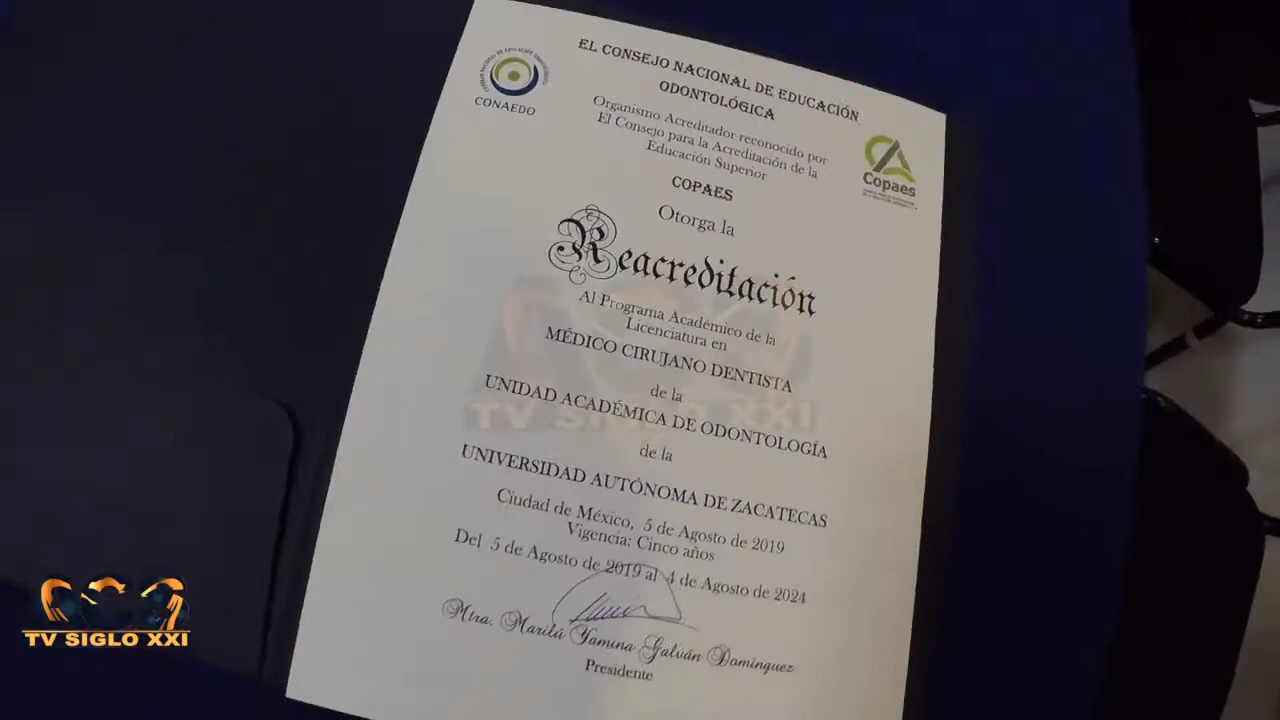 EL CONSEJO NACIONAL DE EDUCACIÓN
ODONTOLÓGICA
CONAEDO
Organismo Acreditador reconocido por
El Consejo para la Acreditación de la
Educación Superior
Copaes
COPAES
Otorga la
Reacreditación
Al Programa Académico de la
Licenciatura en
MÉDICO CIRUJANO DENTISTA
de la
UNIDAD ACADÉMICA DE ODONTOLOGÍA
de la
UNIVERSIDAD AUTÓNOMA DE ZACATECAS
Ciudad de México, 5 de Agosto de 2019
Vigencia: Cinco años
Del 5 de Agosto de 2019 al 4 de Agosto de 2024
Mtra. Marilú Yamina Galván Domínguez
Presidente
TV SIGLO XXI
TV SIGLO XXI